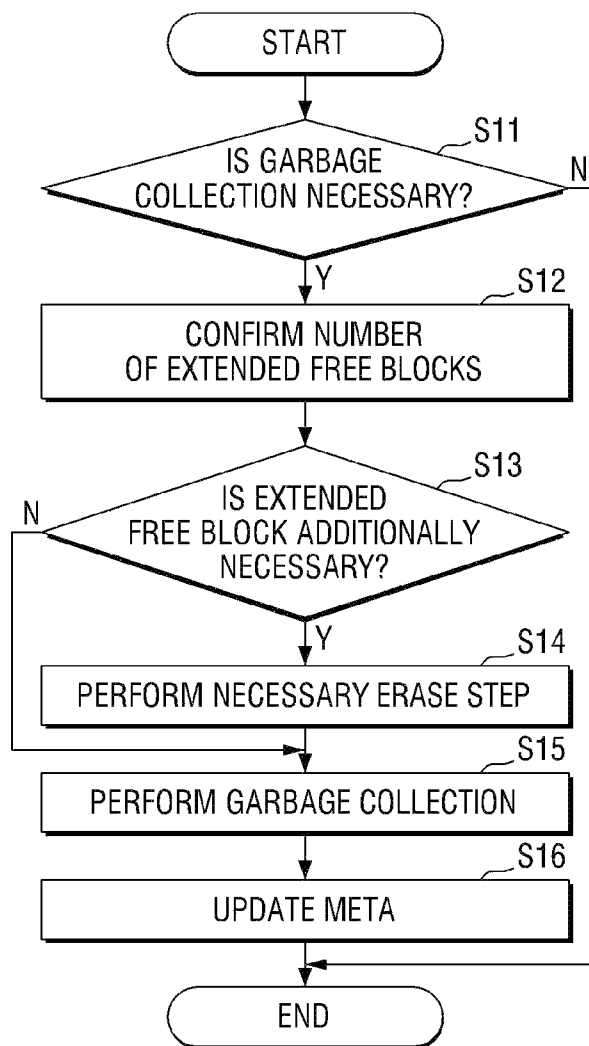 START
S11
IS GARBAGE
COLLECTION NECESSARY?
N
Y
S12
CONFIRM NUMBER
OF EXTENDED FREE BLOCKS
S13
N
IS EXTENDED
FREE BLOCK ADDITIONALLY
NECESSARY?
Y
S14
PERFORM NECESSARY ERASE STEP
S15
PERFORM GARBAGE COLLECTION
S16
UPDATE META
END